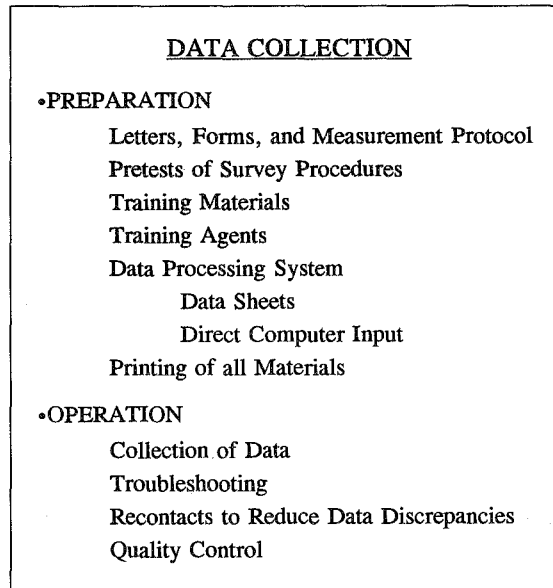 DATA COLLECTION
•PREPARATION
Letters, Forms, and Measurement Protocol
Pretests of Survey Procedures
Training Materials
Training Agents
Data Processing System
Data Sheets
Direct Computer Input
Printing of all Materials
•OPERATION
Collection of Data
Troubleshooting
Recontacts to Reduce Data Discrepancies
Quality Control